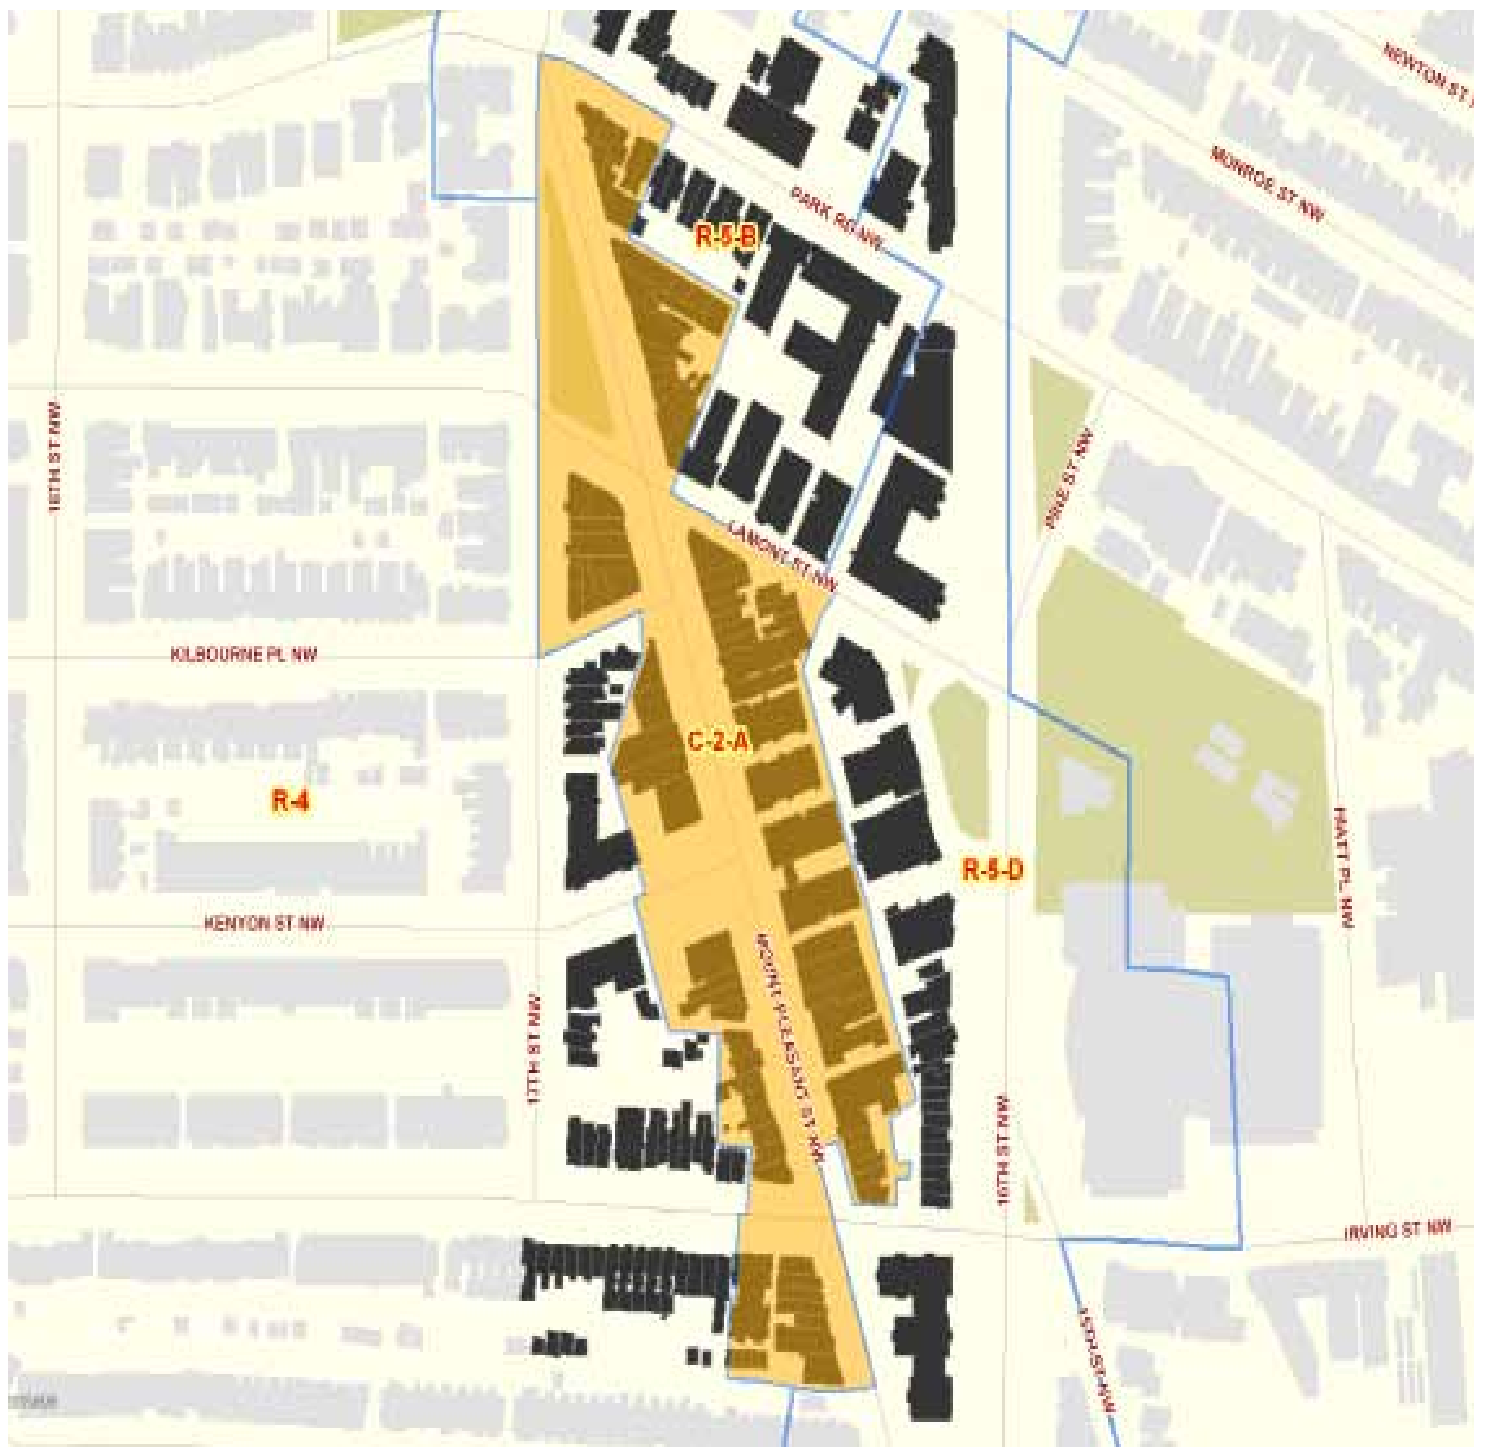 NEWTON ST
MONROE ST NW
PARK RD NW
R-5-B
18TH ST NW
PINE ST NW
LAMONT ST NW
KILBOURNE PL NW
C-2-A
R-4
R-5-D
HIATT PL NW
KENYON ST NW
MOUNT PLEASANT ST NW
17TH ST NW
16TH ST NW
IRVING ST NW